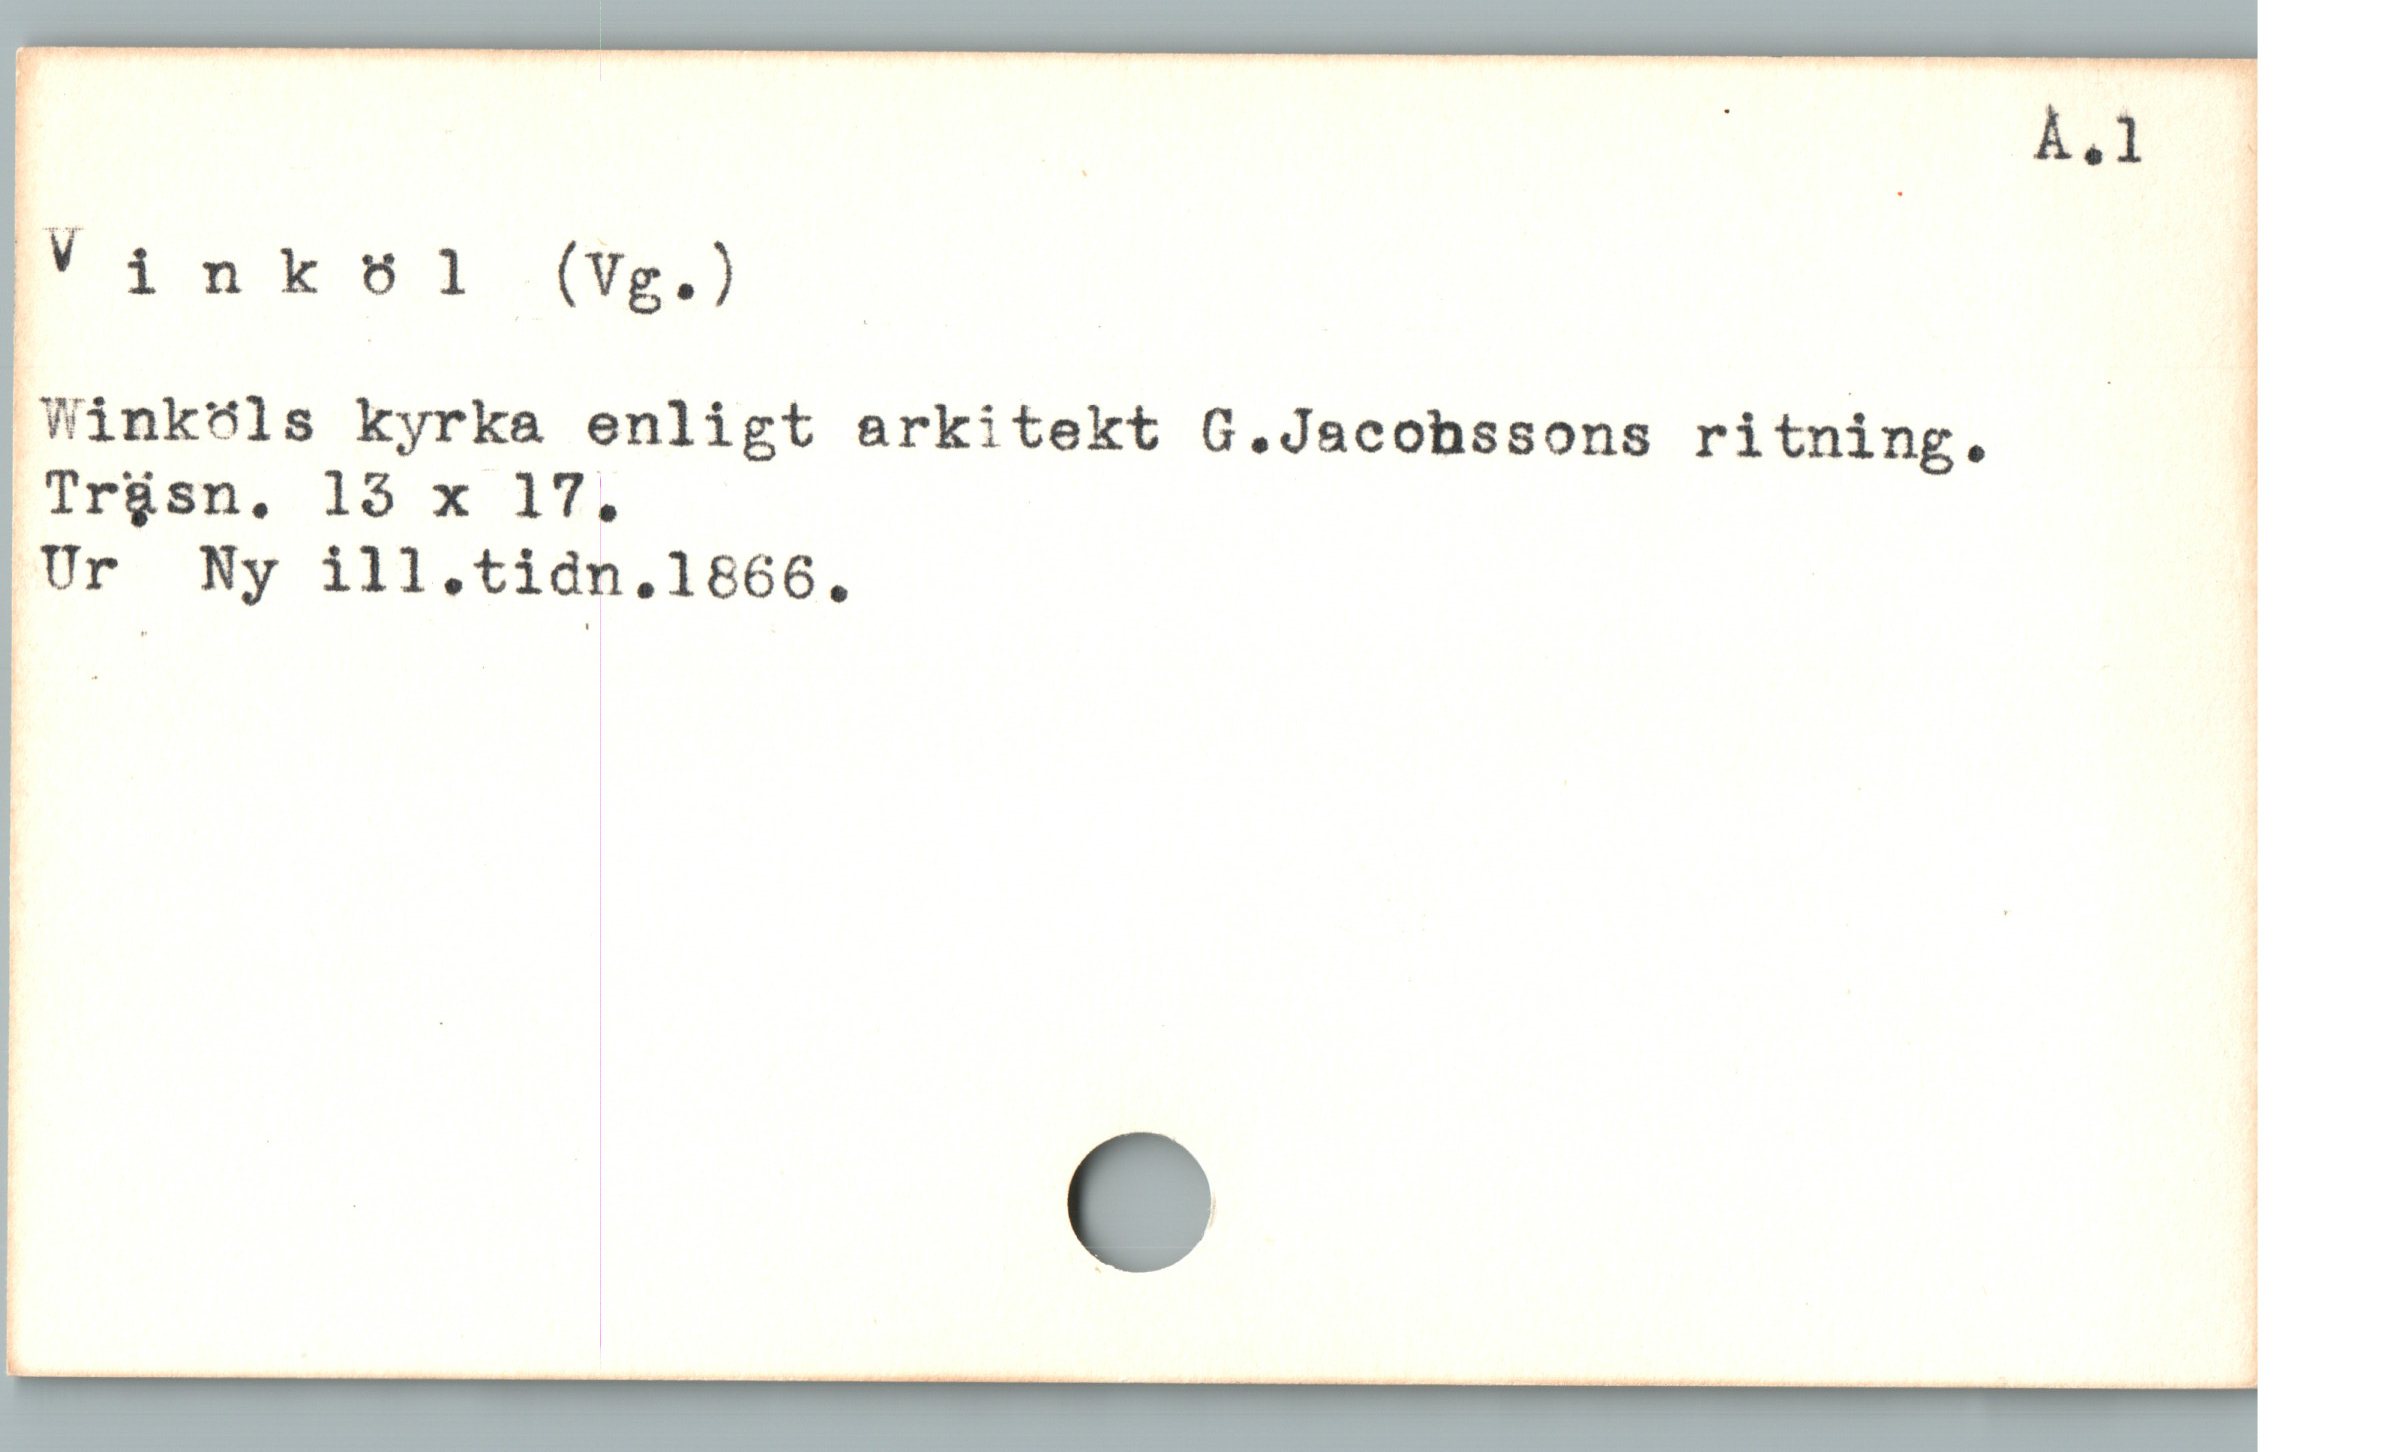 A.1
V i n k ö l (Vg.)
Winköls kyrka enligt arkitekt G.Jacobssons ritning.
Träsn. 13 x 17.
Ur Ny ill.tidn.1866.